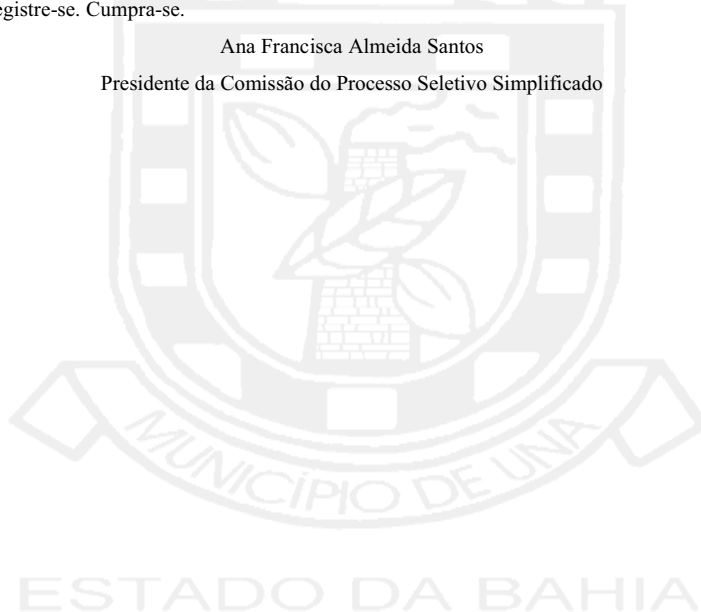 egistre-se. Cumpra-se.
Ana Francisca Almeida Santos
Presidente da Comissão do Processo Seletivo Simplificado
MUNICÍPIO DE UNA
ESTADO DA BAHIA